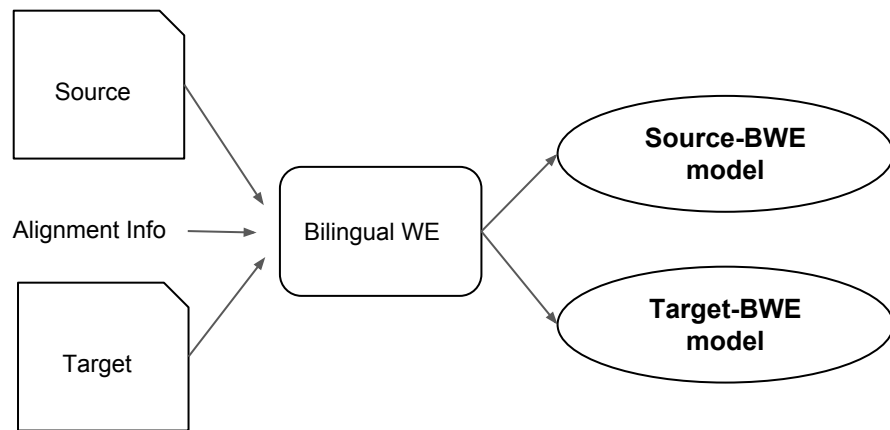 Source
Alignment Info
Target
Bilingual WE
Source-BWE
model
Target-BWE
model